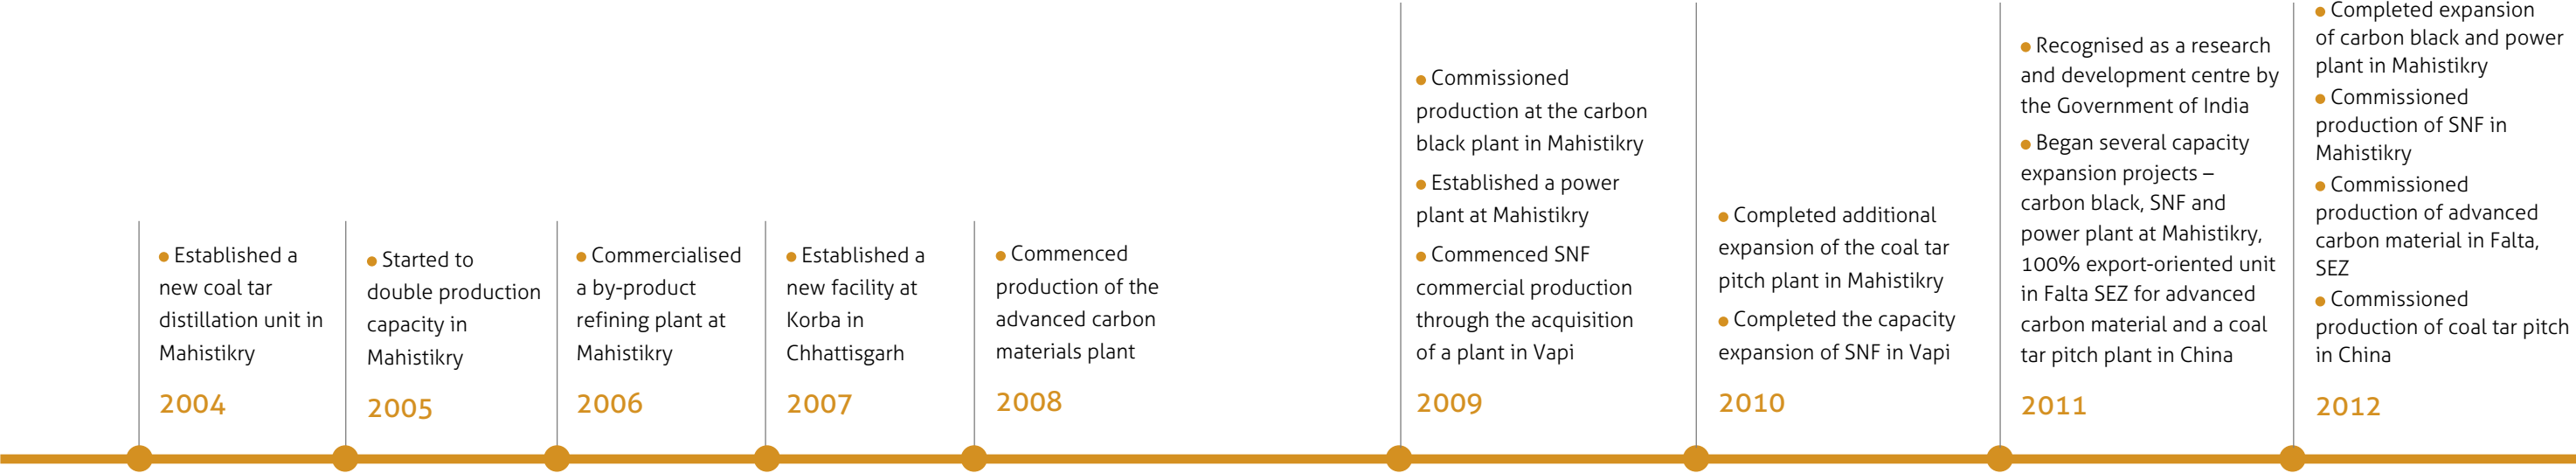 ● Established a
new coal tar
distillation unit in
Mahistikry
2004
● Started to
double production
capacity in
Mahistikry
2005
● Commercialised
a by-product
refining plant at
Mahistikry
2006
● Established a
new facility at
Korba in
Chhattisgarh
2007
● Commenced
production of the
advanced carbon
materials plant
2008
● Commissioned
production at the carbon
black plant in Mahistikry
● Established a power
plant at Mahistikry
● Commenced SNF
commercial production
through the acquisition
of a plant in Vapi
2009
● Completed additional
expansion of the coal tar
pitch plant in Mahistikry
● Completed the capacity
expansion of SNF in Vapi
2010
● Recognised as a research
and development centre by
the Government of India
● Began several capacity
expansion projects –
carbon black, SNF and
power plant at Mahistikry,
100% export-oriented unit
in Falta SEZ for advanced
carbon material and a coal
tar pitch plant in China
2011
● Completed expansion
of carbon black and power
plant in Mahistikry
● Commissioned
production of SNF in
Mahistikry
● Commissioned
production of advanced
carbon material in Falta,
SEZ
● Commissioned
production of coal tar pitch
in China
2012